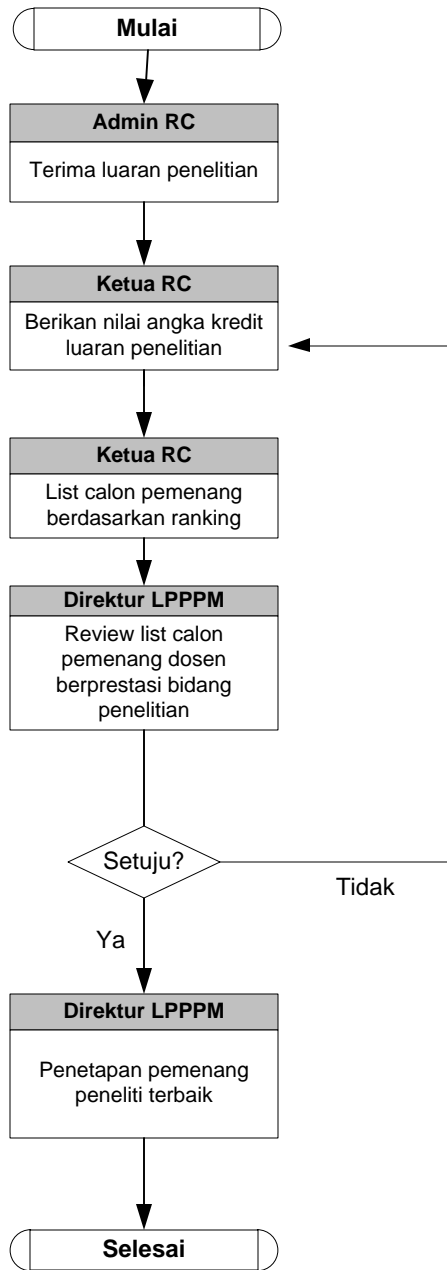 Mulai
Admin RC
Terima luaran penelitian
Ketua RC
Berikan nilai angka kredit
luaran penelitian
Ketua RC
List calon pemenang
berdasarkan ranking
Direktur LPPPM
Review list calon
pemenang dosen
berprestasi bidang
penelitian
Setuju?
Tidak
Ya
Direktur LPPPM
Penetapan pemenang
peneliti terbaik
Selesai